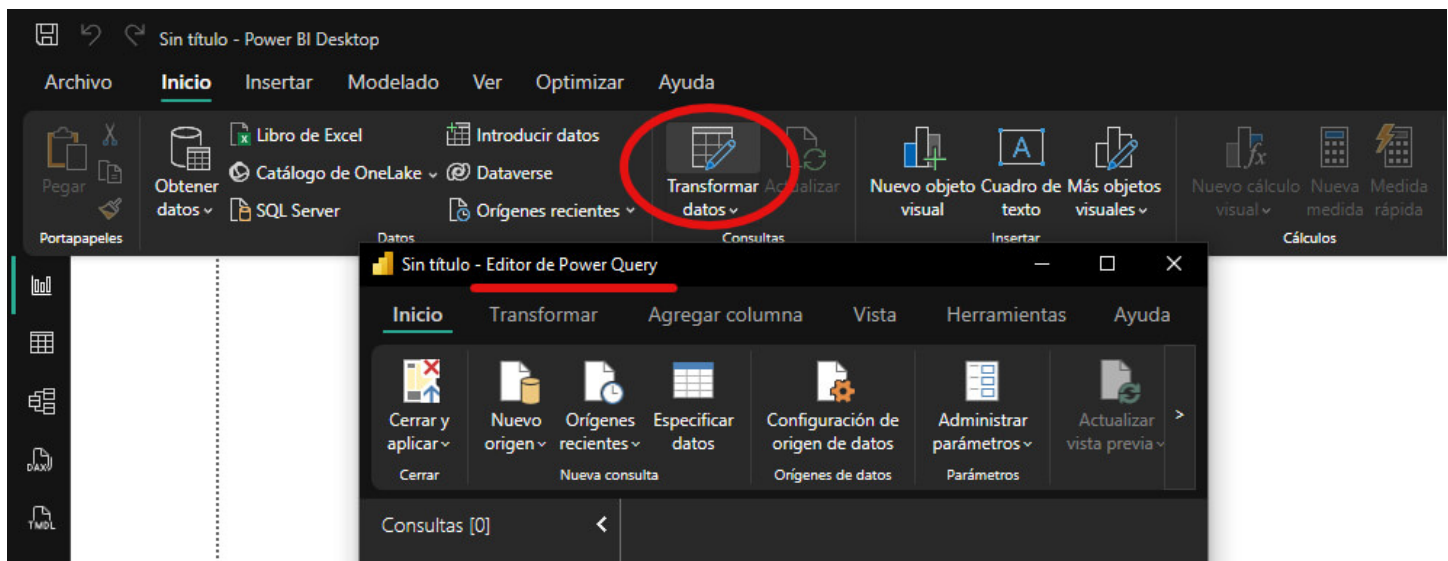 Sin título - Power BI Desktop
Archivo Inicio Insertar Modelado Ver Optimizar Ayuda
Pegar
Obtener datos
Libro de Excel
Catálogo de OneLake
SQL Server
Introducir datos
Dataverse
Orígenes recientes
Transformar datos
Actualizar
Nuevo objeto visual
Cuadro de texto
Más objetos visuales
Nuevo cálculo visual
Nueva medida
Medida rápida
Portapapeles Datos Consultas Insertar Cálculos
DAX
TMDL
Sin título - Editor de Power Query
Inicio Transformar Agregar columna Vista Herramientas Ayuda
Cerrar y aplicar
Nuevo origen
Orígenes recientes
Especificar datos
Configuración de origen de datos
Administrar parámetros
Actualizar vista previa
Cerrar Nueva consulta Orígenes de datos Parámetros
Consultas [0]